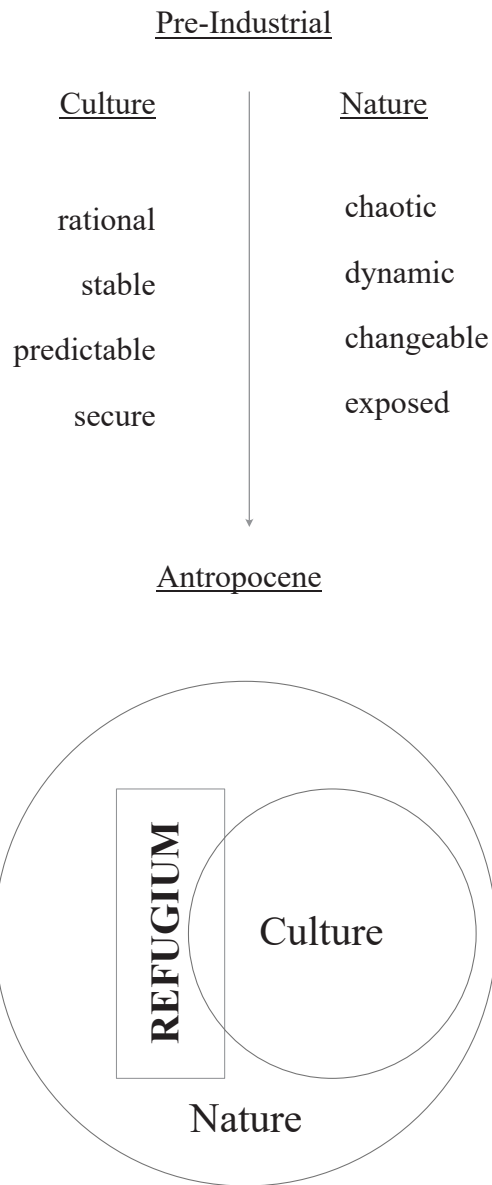 Pre-Industrial
Culture
Nature
rational
stable
predictable
secure
chaotic
dynamic
changeable
exposed
Antropocene
REFUGIUM
Culture
Nature